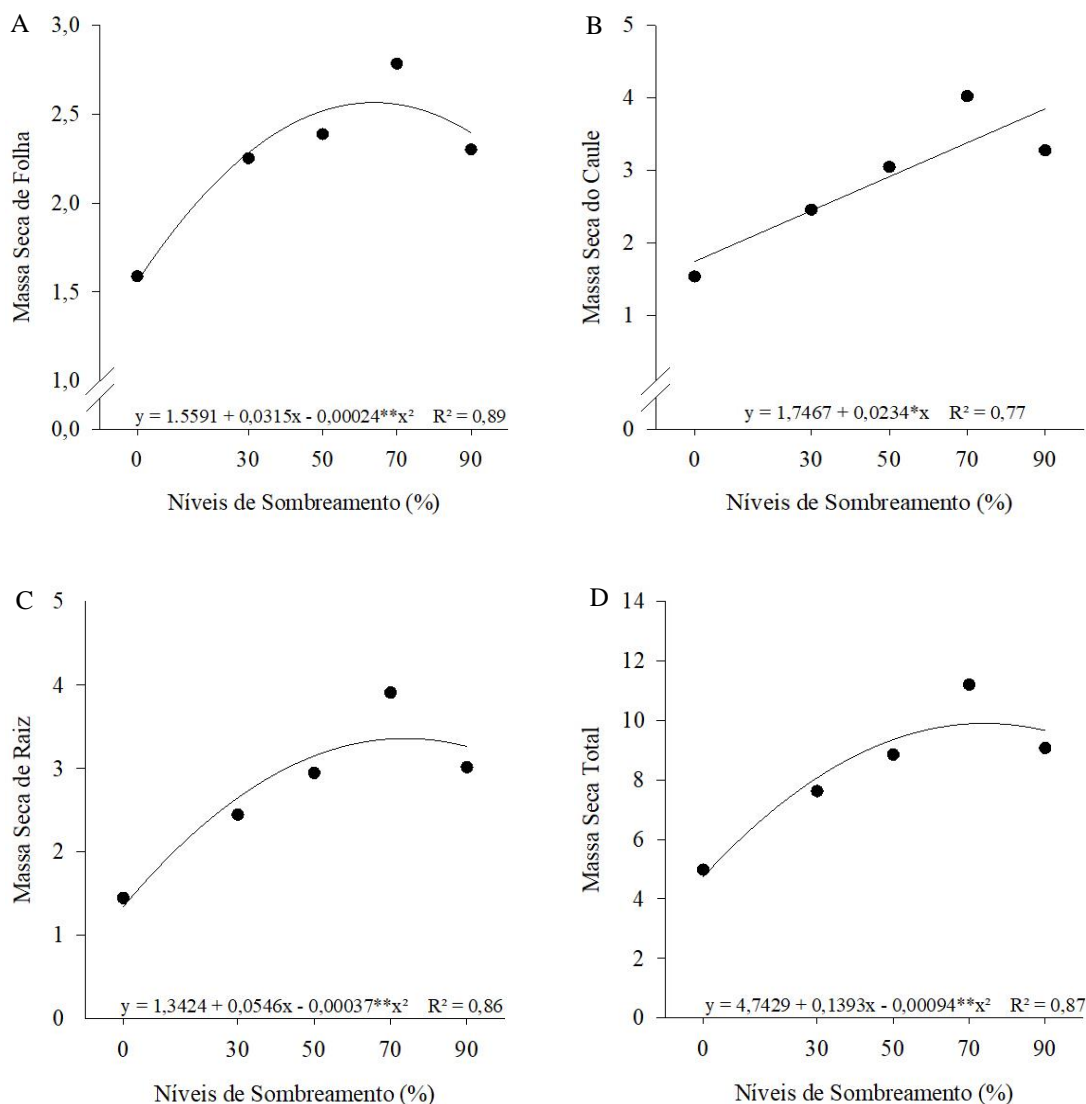 A
Massa Seca de Folha
3,0
2,5
2,0
1,5
1,0
0,0
y = 1.5591 + 0,0315x - 0,00024**x² R² = 0,89
0 30 50 70 90
Níveis de Sombreamento (%)
B
Massa Seca do Caule
5
4
3
2
1
0
y = 1,7467 + 0,0234*x R² = 0,77
0 30 50 70 90
Níveis de Sombreamento (%)
C
Massa Seca de Raiz
5
4
3
2
1
0
y = 1,3424 + 0,0546x - 0,00037**x² R² = 0,86
0 30 50 70 90
Níveis de Sombreamento (%)
D
Massa Seca Total
14
12
10
8
6
4
2
0
y = 4,7429 + 0,1393x - 0,00094**x² R² = 0,87
0 30 50 70 90
Níveis de Sombreamento (%)